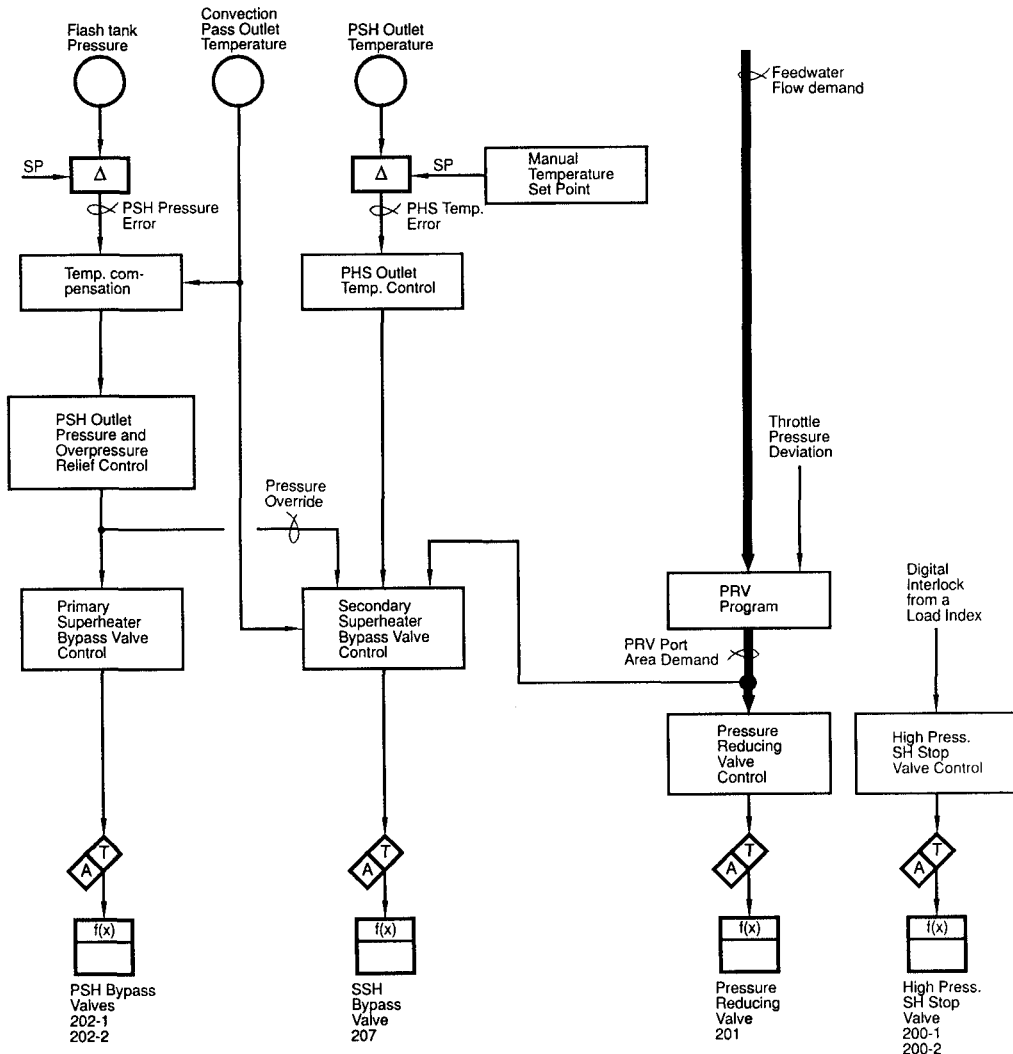 Flash tank
Pressure
Convection
Pass Outlet
Temperature
PSH Outlet
Temperature
Feedwater
Flow demand
SP
Δ
Δ
SP
Manual
Temperature
Set Point
PSH Pressure
Error
PHS Temp.
Error
Temp. com-
pensation
PHS Outlet
Temp. Control
PSH Outlet
Pressure and
Overpressure
Relief Control
Throttle
Pressure
Deviation
Pressure
Override
Digital
Interlock
from a
Load Index
Primary
Superheater
Bypass Valve
Control
Secondary
Superheater
Bypass Valve
Control
PRV
Program
PRV Port
Area Demand
Pressure
Reducing
Valve
Control
High Press.
SH Stop
Valve Control
A T
A T
A T
A T
f(x)
f(x)
f(x)
f(x)
PSH Bypass
Valves
202-1
202-2
SSH
Bypass
Valve
207
Pressure
Reducing
Valve
201
High Press.
SH Stop
Valve
200-1
200-2